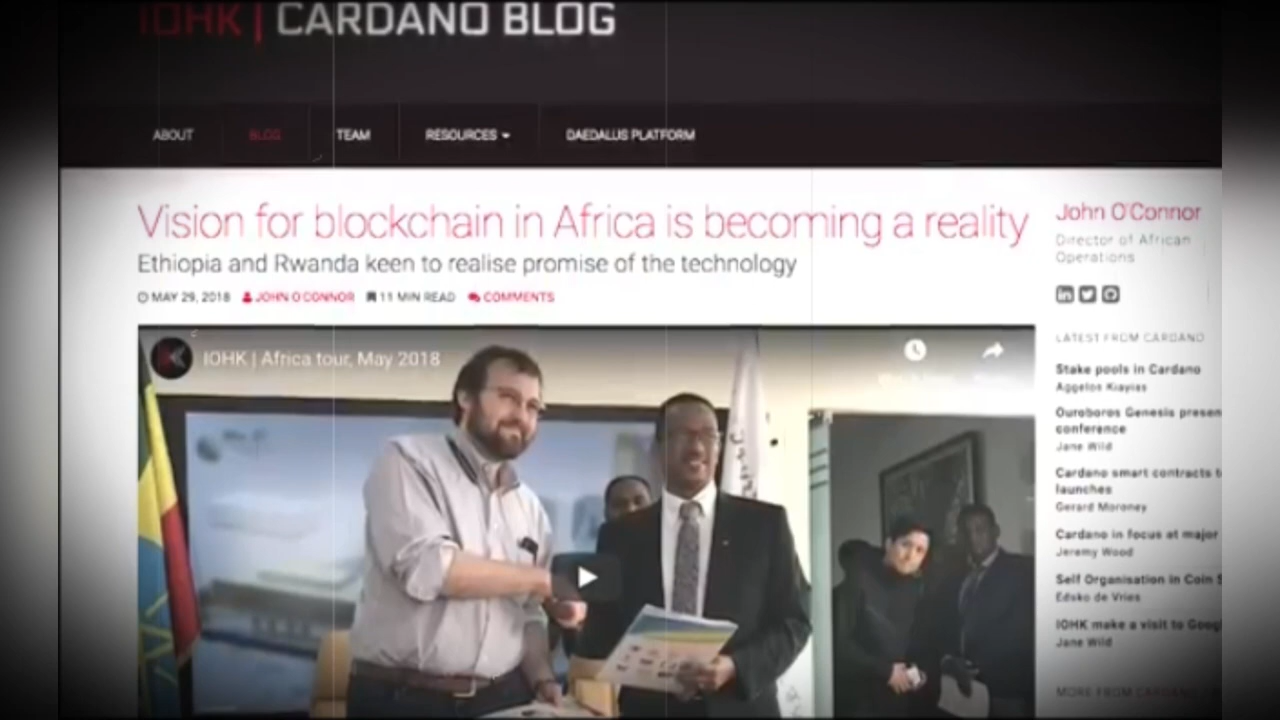 IOHK | CARDANO BLOG
ABOUT
BLOG
TEAM
RESOURCES
DAEDALUS PLATFORM
Vision for blockchain in Africa is becoming a reality
Ethiopia and Rwanda keen to realise promise of the technology
MAY 29, 2018 JOHN O'CONNOR 11 MIN READ COMMENTS
IOHK | Africa tour, May 2018
John O'Connor
Director of African
Operations
LATEST FROM CARDANO
Stake pools in Cardano
Aggelos Kiayias
Ouroboros Genesis presen
conference
Jane Wild
Cardano smart contracts t
launches
Gerard Moroney
Cardano in focus at major
Jeremy Wood
Self Organisation in Coin S
Edsko de Vries
IOHK make a visit to Goog
Jane Wild
MORE FROM CARDANO